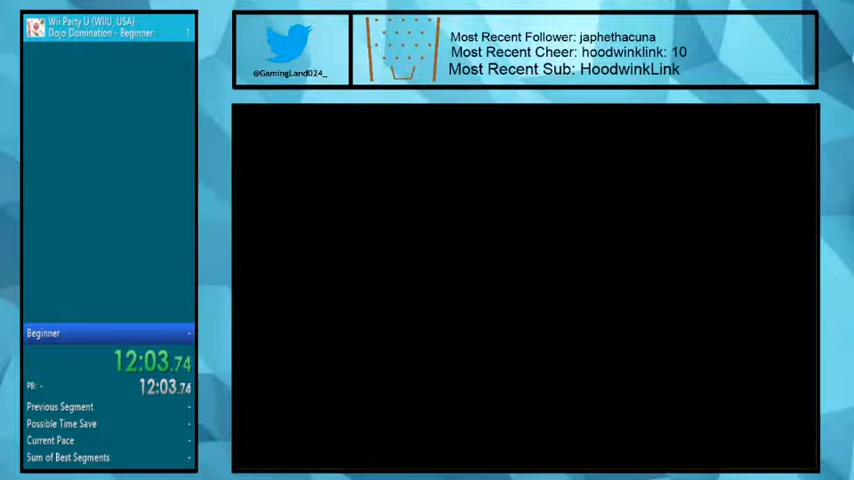 Wii Party U (WIIU_USA)
Dojo Domination - Beginner 1
@GamingLand024_
Most Recent Follower: japhethacuna
Most Recent Cheer: hoodwinklink: 10
Most Recent Sub: HoodwinkLink
Beginner -
12:03.74
PB: - 12:03.74
Previous Segment -
Possible Time Save -
Current Pace -
Sum of Best Segments -